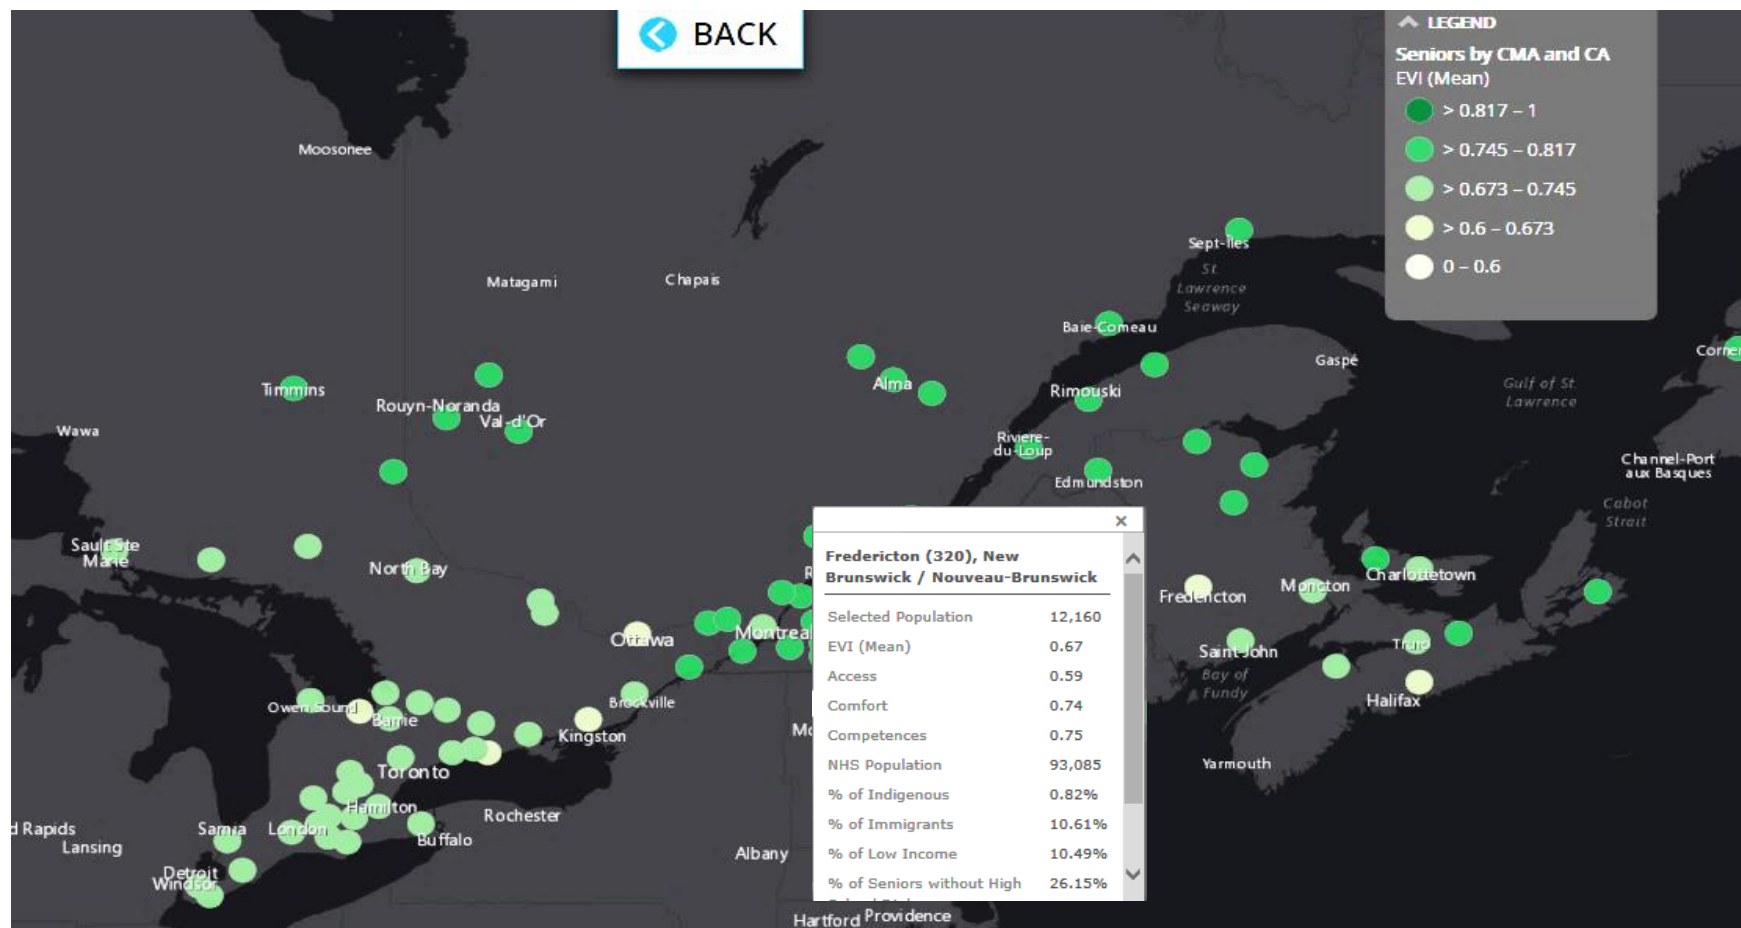 BACK
LEGEND
Seniors by CMA and CA
EVI (Mean)
> 0.817 – 1
> 0.745 – 0.817
> 0.673 – 0.745
> 0.6 – 0.673
0 – 0.6
Moosonee
Sept-Îles
St.
Lawrence
Seaway
Matagami
Chapais
Baie-Comeau
Gaspé
Corner
Timmins
Alma
Rimouski
Gulf of St.
Lawrence
Rouyn-Noranda
Val-d'Or
Wawa
Riviere-
du-Loup
Channel-Port
aux Basques
Edmundston
Cabot
Strait
Sault Ste
Marie
North Bay
Charlottetown
Moncton
Fredericton
Ottawa
Montreal
Truro
Saint John
Bay of
Fundy
Halifax
Owen Sound
Barrie
Brockville
Kingston
Yarmouth
Toronto
Hamilton
Rochester
d Rapids
Lansing
Sarnia
London
Buffalo
Albany
Detroit
Windsor
Hartford
Providence
R
Mo
×
Fredericton (320), New
Brunswick / Nouveau-Brunswick
Selected Population 12,160
EVI (Mean) 0.67
Access 0.59
Comfort 0.74
Competences 0.75
NHS Population 93,085
% of Indigenous 0.82%
% of Immigrants 10.61%
% of Low Income 10.49%
% of Seniors without High 26.15%